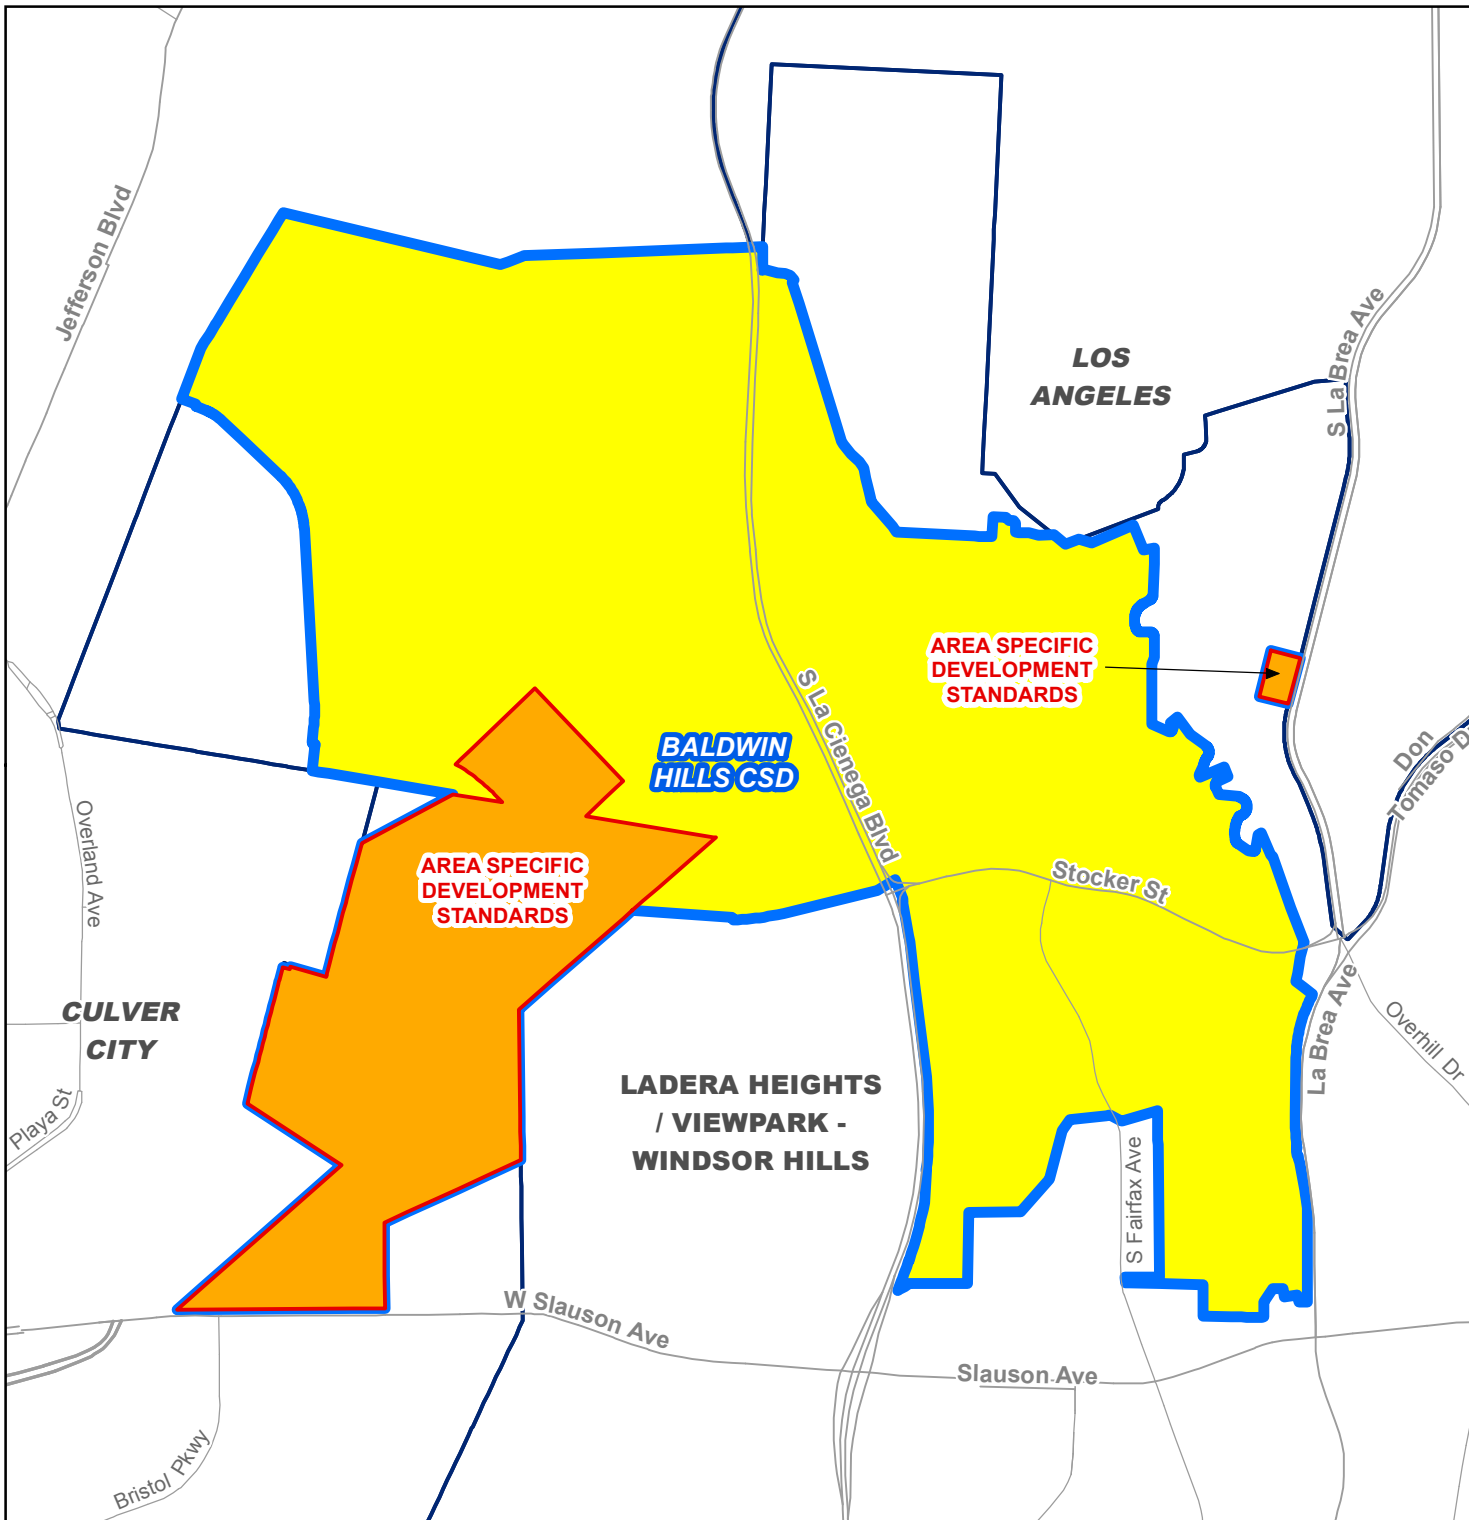 Jefferson Blvd
LOS
ANGELES
S La Brea Ave
AREA SPECIFIC
DEVELOPMENT
STANDARDS
S La Cienega Blvd
BALDWIN
HILLS CSD
Don
Tomaso D
Overland Ave
AREA SPECIFIC
DEVELOPMENT
STANDARDS
Stocker St
CULVER
CITY
La Brea Ave
Overhill Dr
Playa St
LADERA HEIGHTS
/ VIEWPARK -
WINDSOR HILLS
S Fairfax Ave
W Slauson Ave
Slauson Ave
Bristol Pkwy